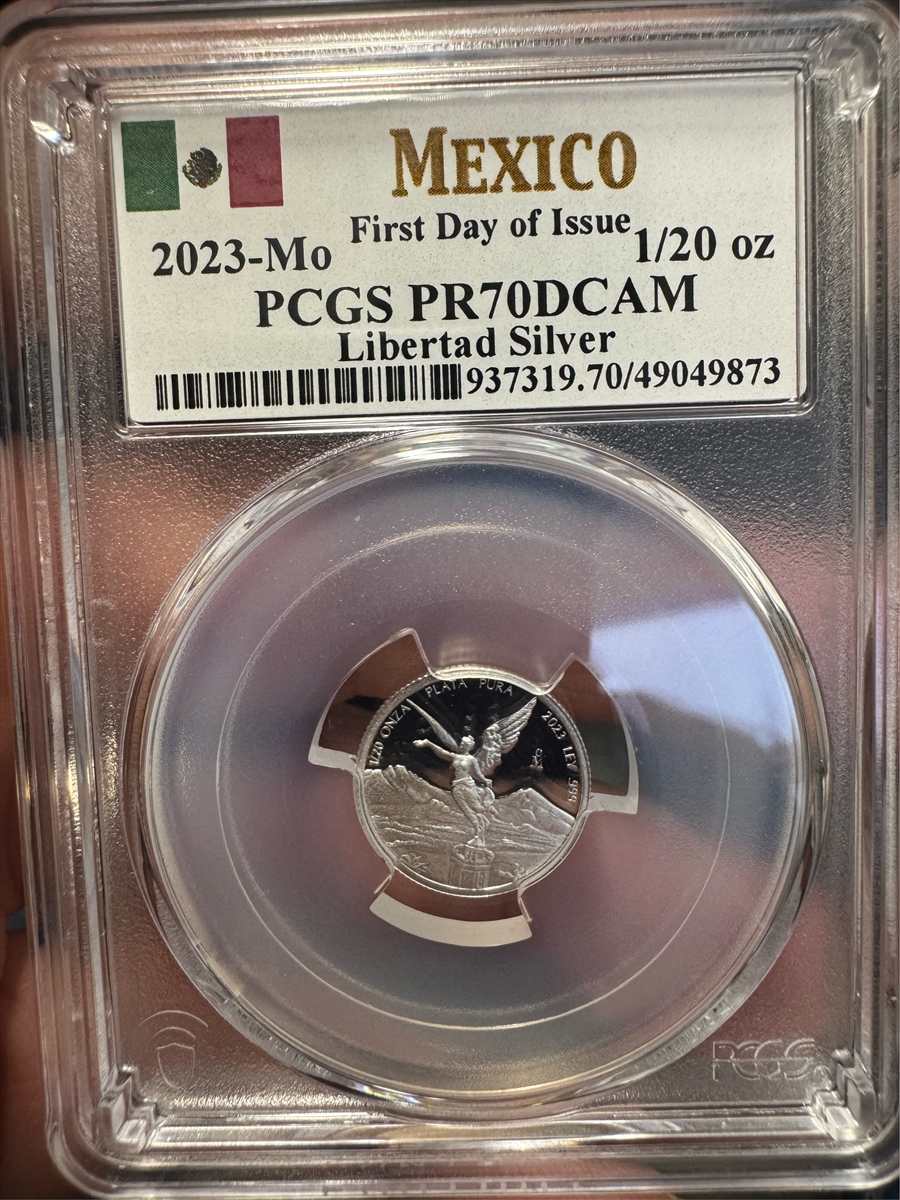 MEXICO
First Day of Issue
2023-Mo 1/20 oz
PCGS PR70DCAM
Libertad Silver
937319.70/49049873
1/20 ONZA PLATA PURA 2023 LEY .999
PCGS